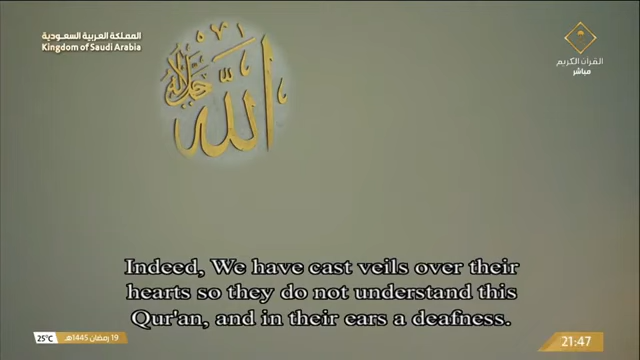 المملكة العربية السعودية
Kingdom of Saudi Arabia
الله جل جلاله
القرآن الكريم
مباشر
Indeed, We have cast veils over their
hearts so they do not understand this
Qur'an, and in their ears a deafness.
25°C
19 رمضان 1445هـ
21:47